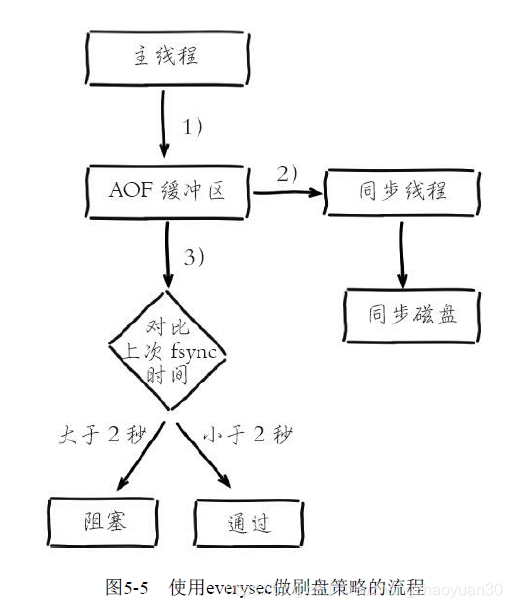 主线程
1)
AOF 缓冲区
2)
同步线程
3)
同步磁盘
对比
上次 fsync
时间
大于 2 秒
小于 2 秒
阻塞
通过
图5-5 使用everysec做刷盘策略的流程